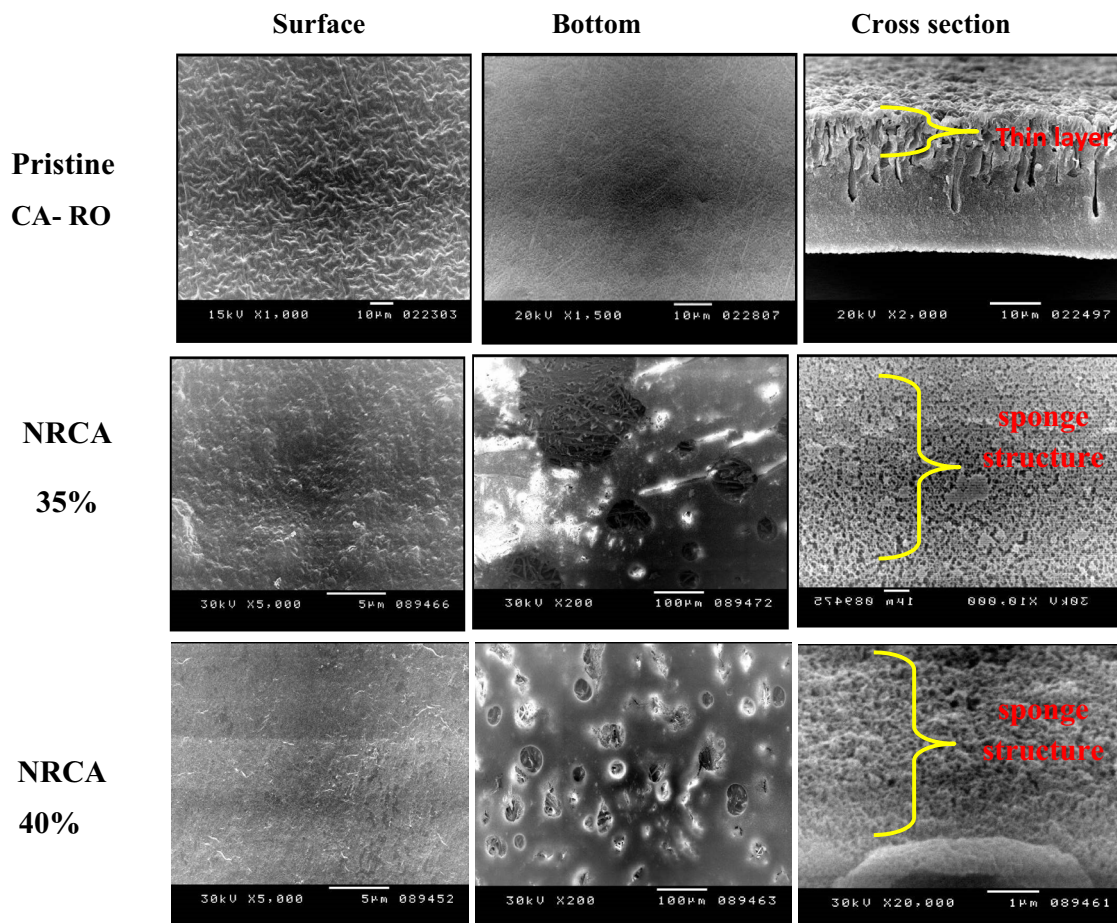 Surface Bottom Cross section
Pristine
CA- RO
Thin layer
15kV X1,000 10µm 022303
20kV X1,500 10µm 022807
20kV X2,000 10µm 022497
NRCA
35%
sponge
structure
30kV X5,000 5µm 089466
30kV X200 100µm 089472
30kV X10,000 1µm 089475
NRCA
40%
sponge
structure
30kV X5,000 5µm 089452
30kV X200 100µm 089463
30kV X20,000 1µm 089461